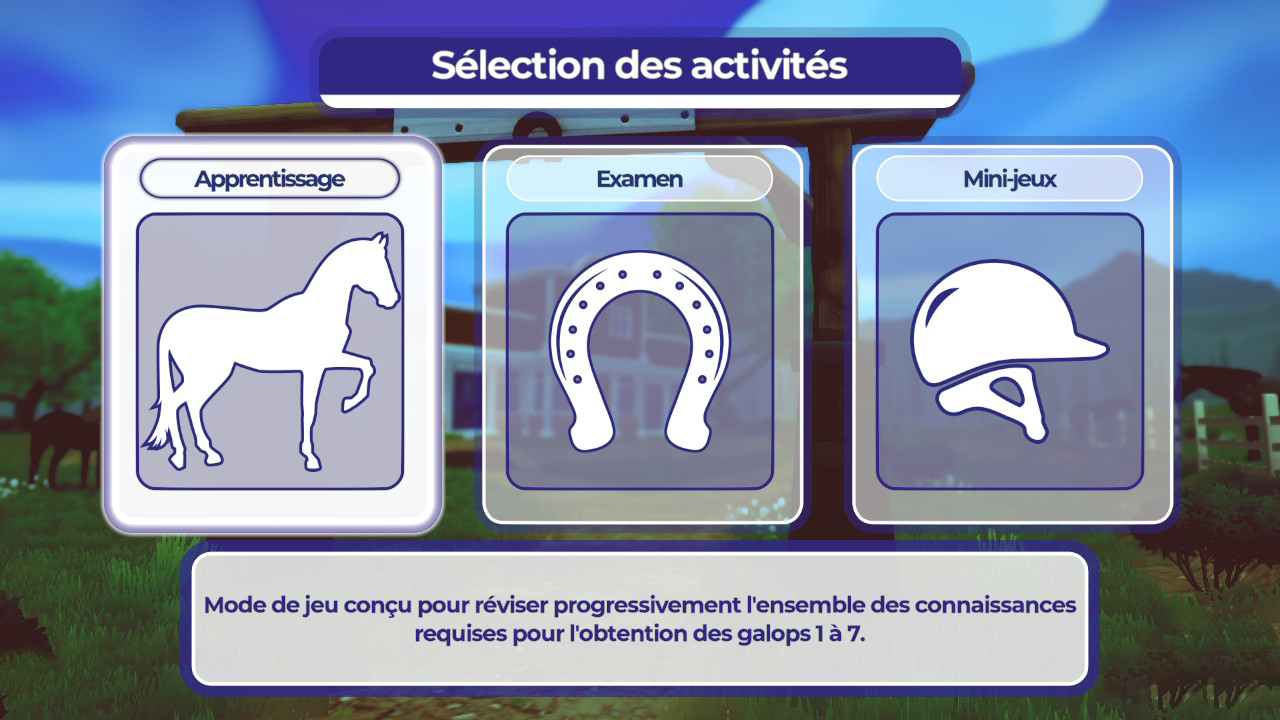 Sélection des activités
Apprentissage
Examen
Mini-jeux
Mode de jeu conçu pour réviser progressivement l'ensemble des connaissances
requises pour l'obtention des galops 1 à 7.